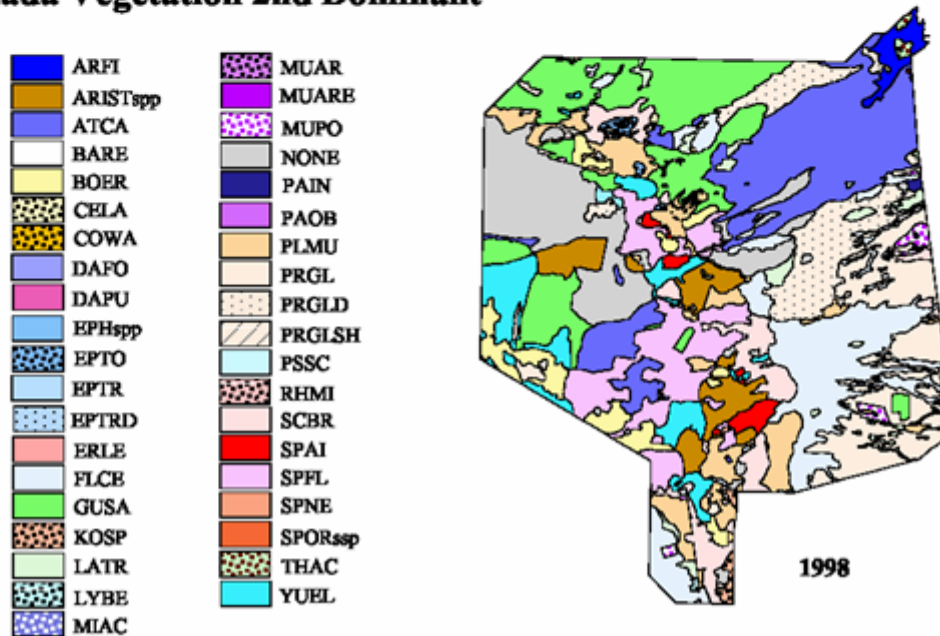 Vegetation 2nd Dominant
ARFI
ARISTspp
ATCA
BARE
BOER
CELA
COWA
DAFO
DAPU
EPHspp
EPTO
EPTR
EPTRD
ERLE
FLCE
GUSA
KOSP
LATR
LYBE
MIAC
MUAR
MUARE
MUPO
NONE
PAIN
PAOB
PLMU
PRGL
PRGLD
PRGLSH
PSSC
RHMI
SCBR
SPAI
SPFL
SPNE
SPORssp
THAC
YUEL
1998